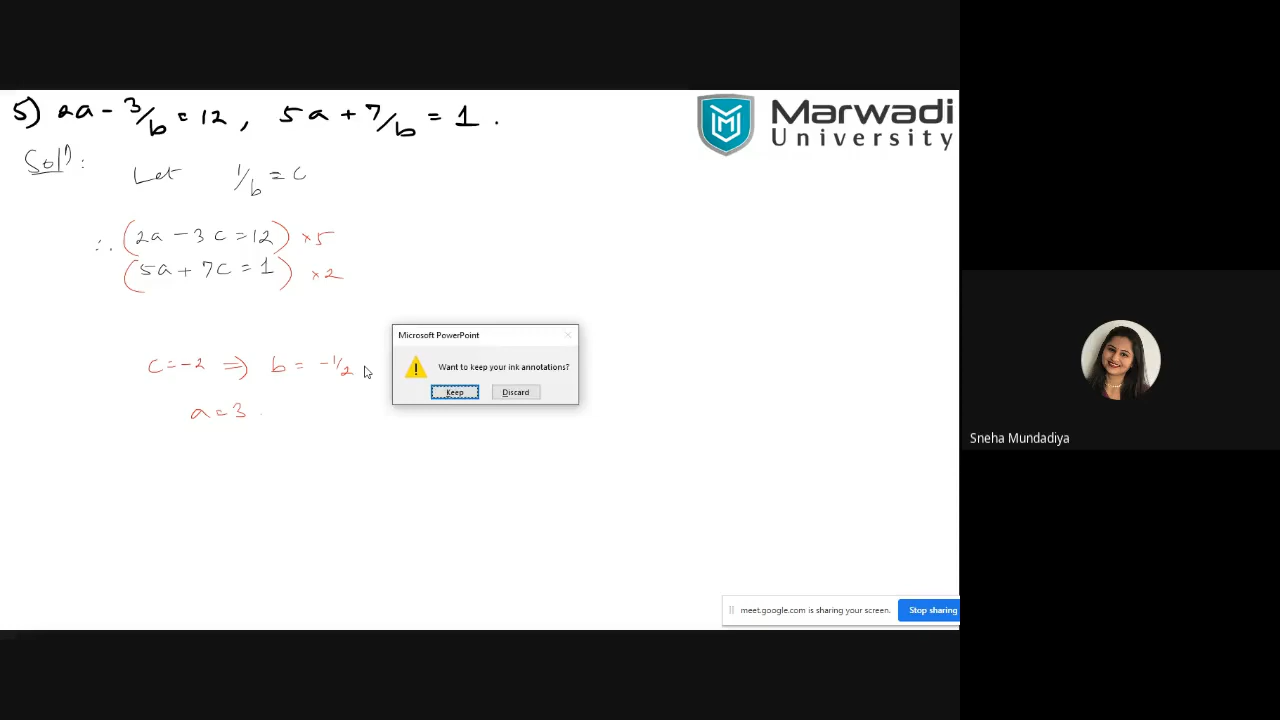 5) 2a - 3/b = 12 , 5a + 7/b = 1 .
Marwadi
University
Sol^n :
Let 1/b = c
∴ (2a - 3c = 12) × 5
(5a + 7c = 1) × 2
Microsoft PowerPoint
Want to keep your ink annotations?
Keep Discard
c = -2 ⇒ b = -1/2
a = 3 .
Sneha Mundadiya
meet.google.com is sharing your screen. Stop sharing